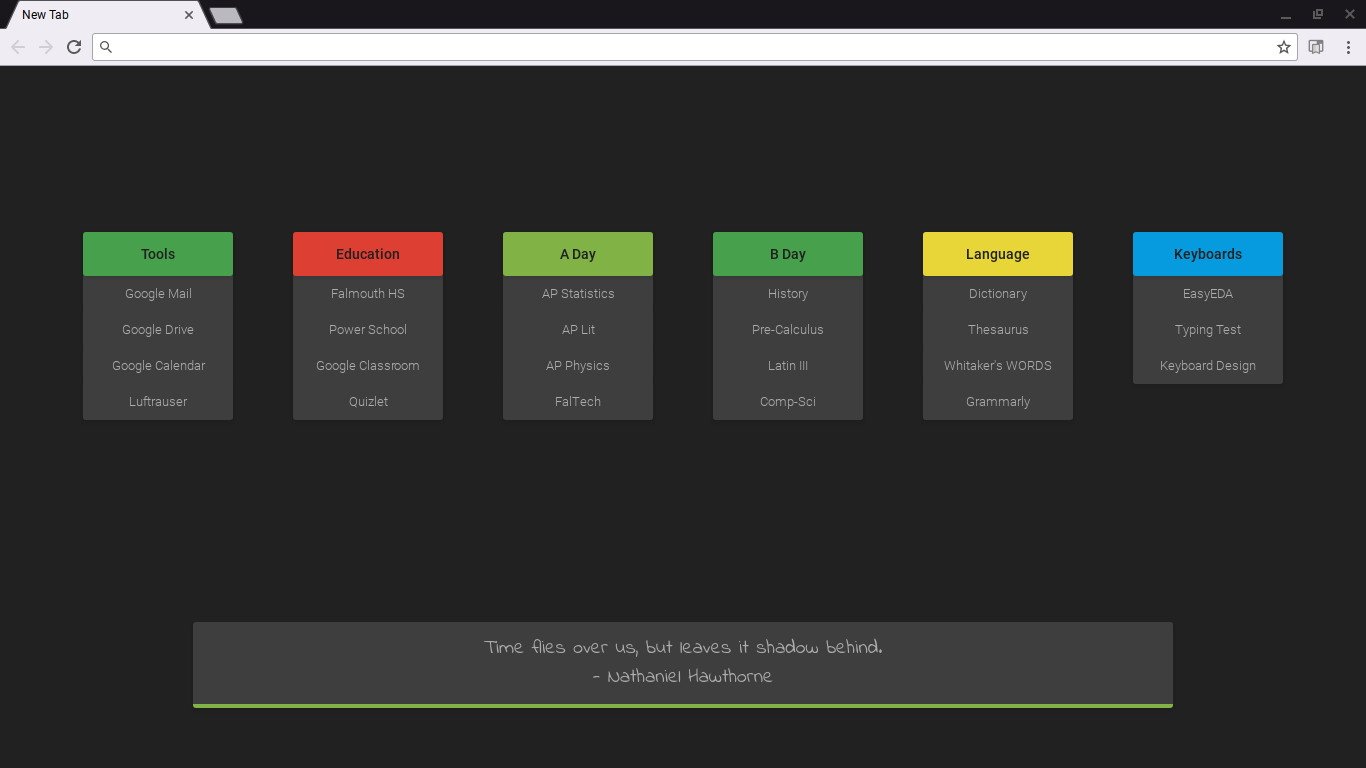 New Tab
Tools
Google Mail
Google Drive
Google Calendar
Luftrauser
Education
Falmouth HS
Power School
Google Classroom
Quizlet
A Day
AP Statistics
AP Lit
AP Physics
FalTech
B Day
History
Pre-Calculus
Latin III
Comp-Sci
Language
Dictionary
Thesaurus
Whitaker's WORDS
Grammarly
Keyboards
EasyEDA
Typing Test
Keyboard Design
Time flies over us, but leaves it shadow behind.
- Nathaniel Hawthorne